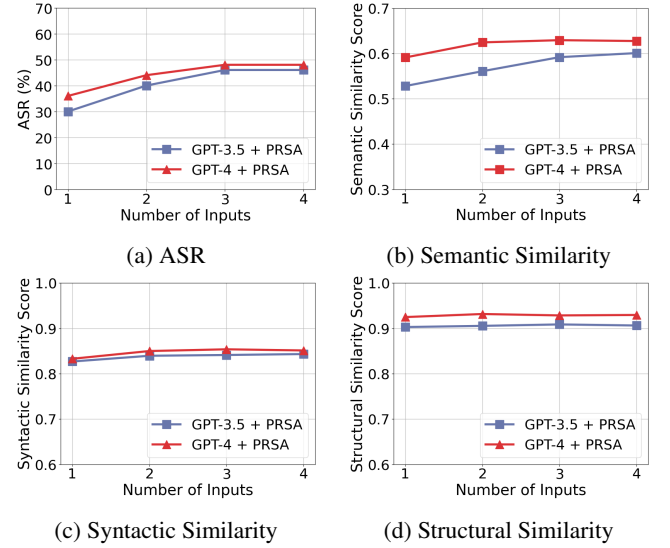 70
60
50
40
30
20
10
0
ASR (%)
GPT-3.5 + PRSA
GPT-4 + PRSA
1 2 3 4
Number of Inputs
(a) ASR
0.7
0.6
0.5
0.4
0.3
Semantic Similarity Score
GPT-3.5 + PRSA
GPT-4 + PRSA
1 2 3 4
Number of Inputs
(b) Semantic Similarity
1.0
0.9
0.8
0.7
0.6
Syntactic Similarity Score
GPT-3.5 + PRSA
GPT-4 + PRSA
1 2 3 4
Number of Inputs
(c) Syntactic Similarity
1.0
0.9
0.8
0.7
0.6
Structural Similarity Score
GPT-3.5 + PRSA
GPT-4 + PRSA
1 2 3 4
Number of Inputs
(d) Structural Similarity